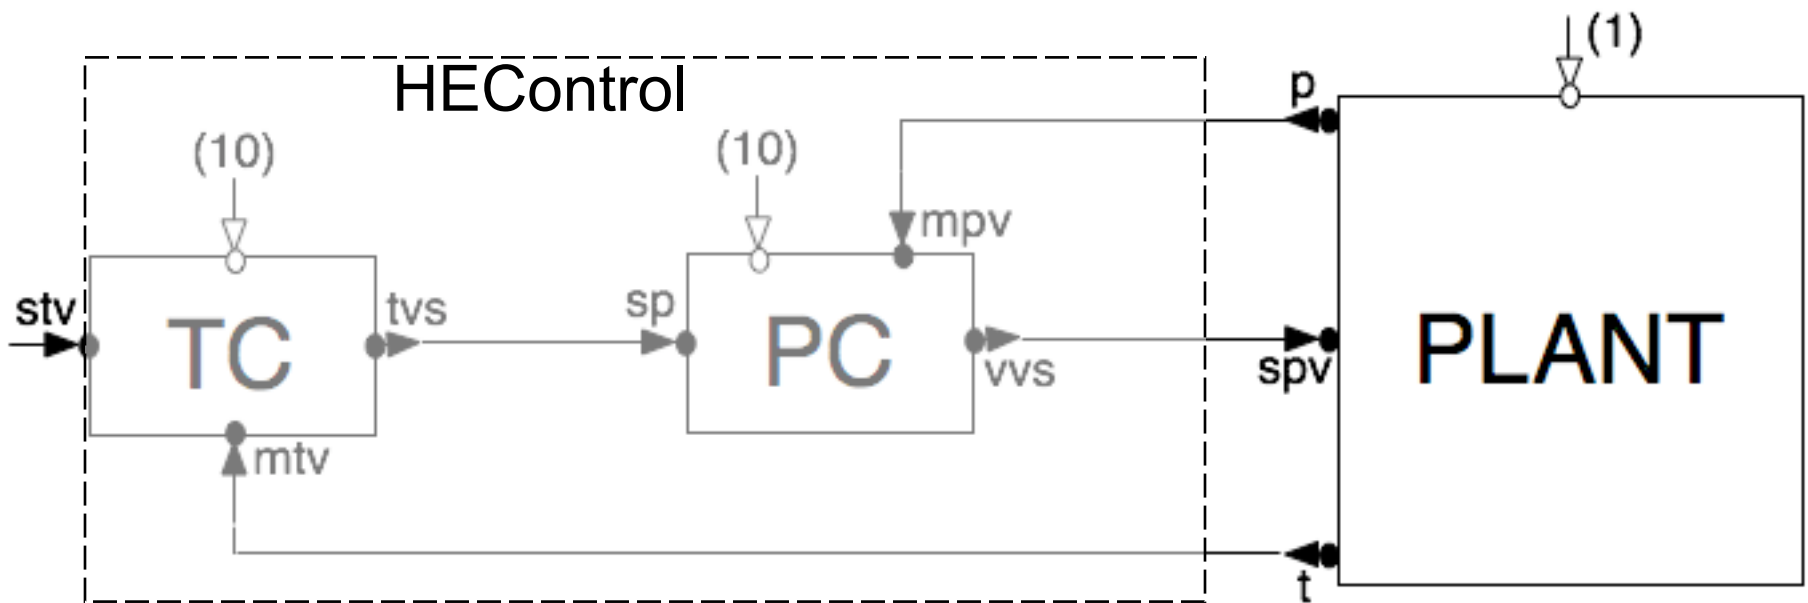 (1)
HEControl
p
(10)
(10)
mpv
stv
TC
tvs
sp
PC
vvs
spv
PLANT
mtv
t